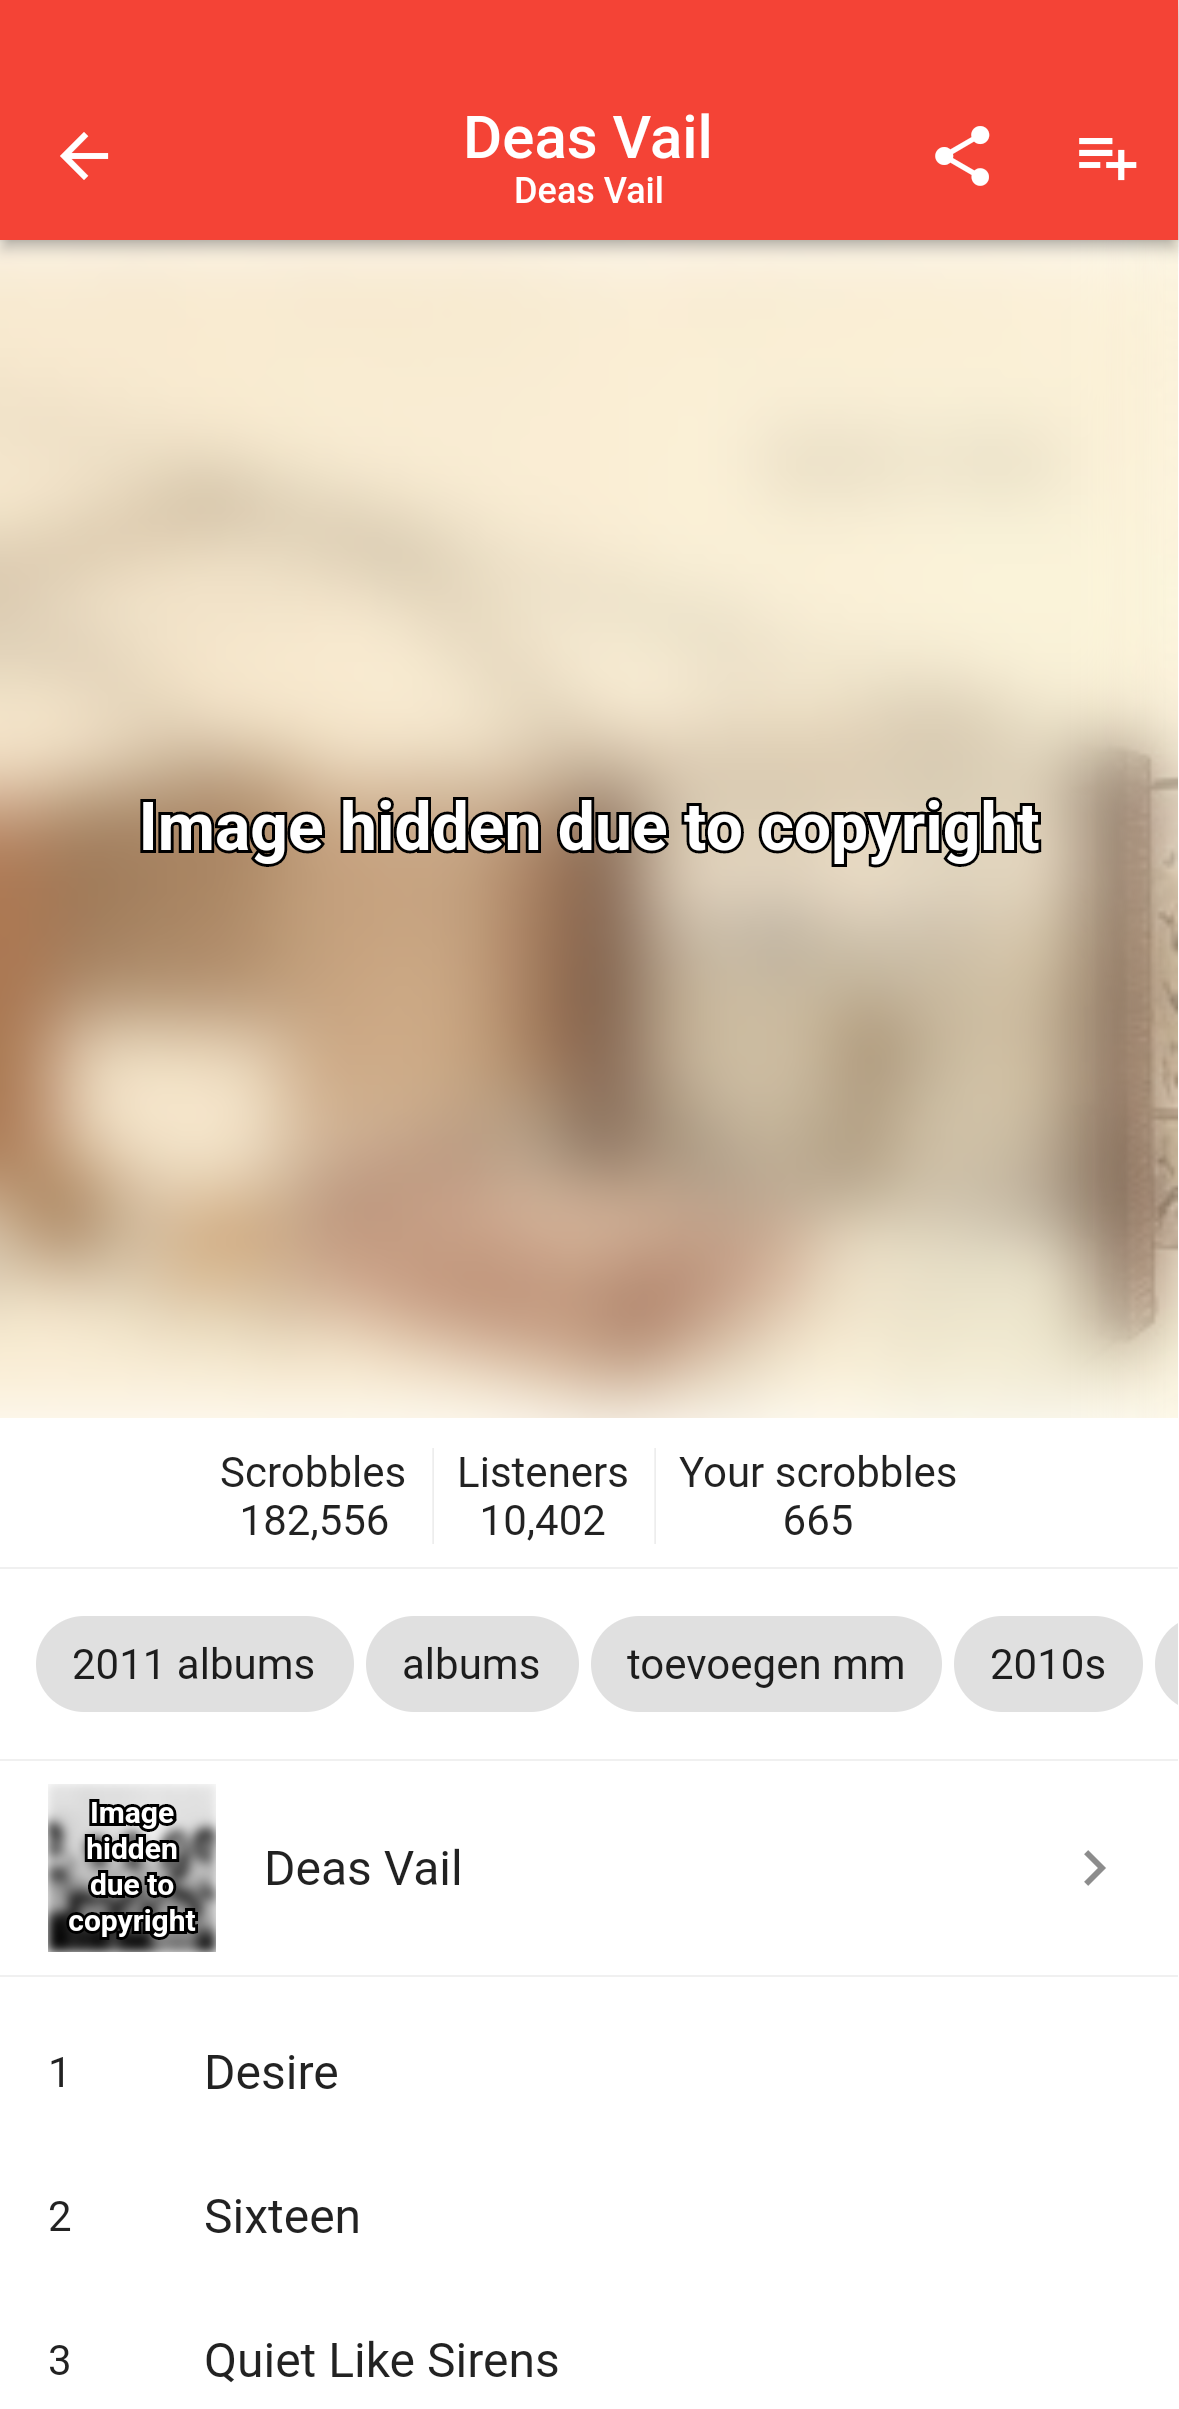 Deas Vail
Deas Vail
Image hidden due to copyright
Scrobbles
Listeners
Your scrobbles
182,556
10,402
665
2011 albums
albums
toevoegen mm
2010s
Image
hidden
due to
copyright
Deas Vail
1 Desire
2 Sixteen
3 Quiet Like Sirens